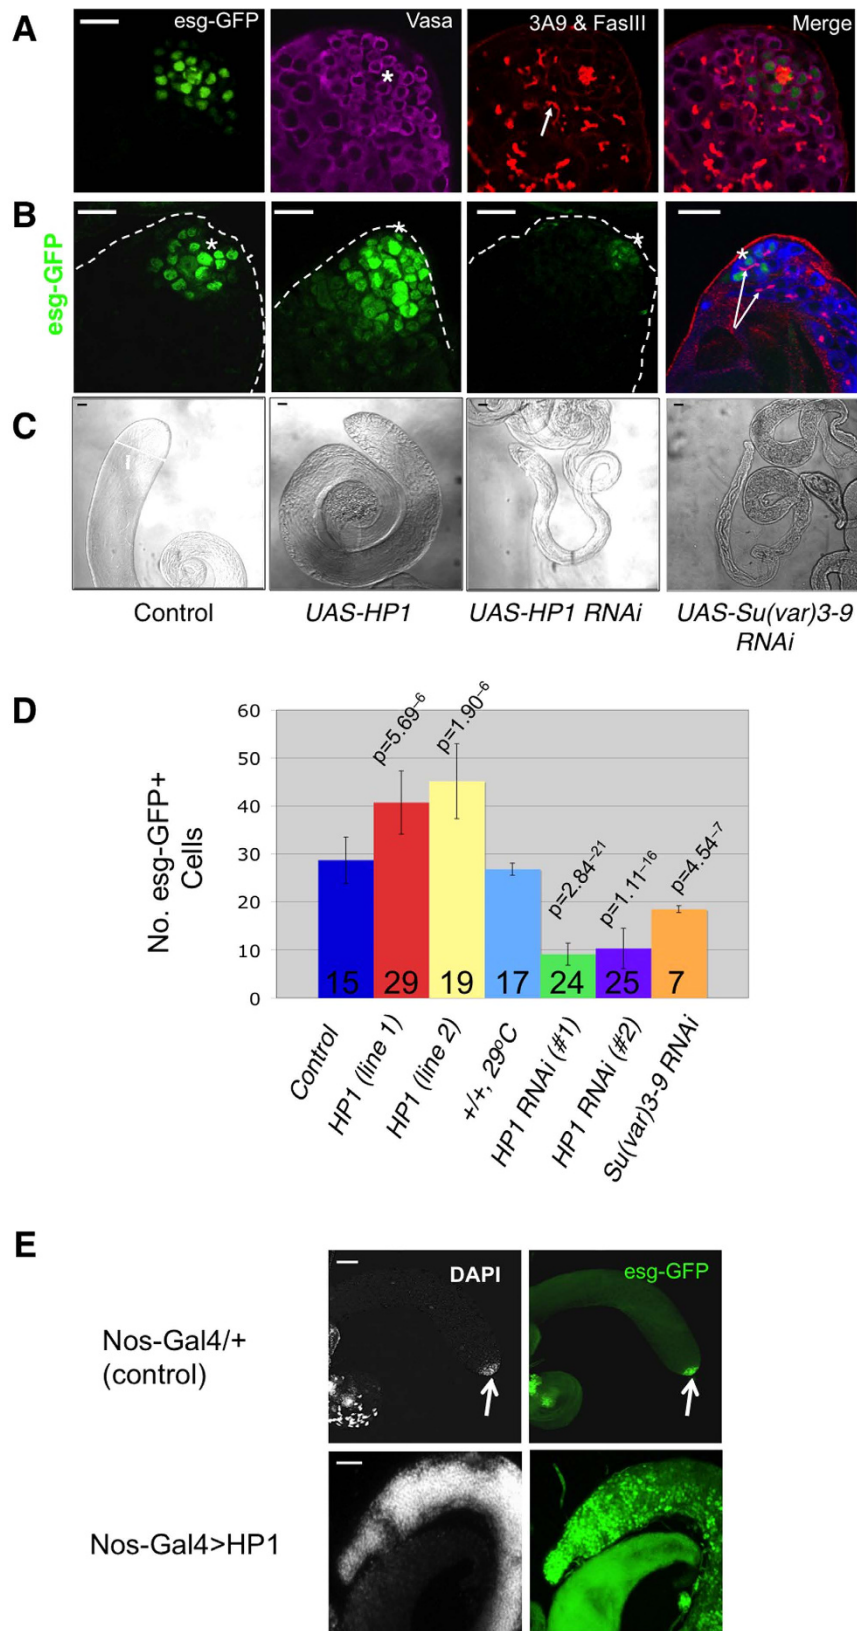 A
esg-GFP
Vasa
3A9 & FasIII
Merge
*
B
esg-GFP
*
*
*
*
C
Control
UAS-HP1
UAS-HP1 RNAi
UAS-Su(var)3-9
RNAi
D
No. esg-GFP+
Cells
60
50
40
30
20
10
0
p=5.69⁻⁶
p=1.90⁻⁶
p=2.84⁻²¹
p=1.11⁻¹⁶
p=4.54⁻⁷
15
29
19
17
24
25
7
Control
HP1 (line 1)
HP1 (line 2)
+/+, 29ºC
HP1 RNAi (#1)
HP1 RNAi (#2)
Su(var)3-9 RNAi
E
DAPI
esg-GFP
Nos-Gal4/+
(control)
Nos-Gal4>HP1